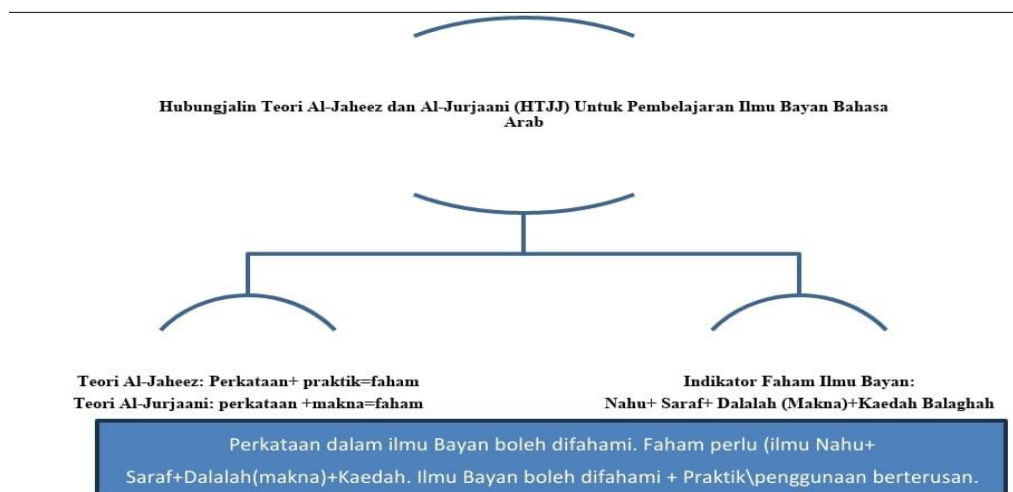 Hubungjalin Teori Al-Jaheez dan Al-Jurjaani (HTJJ) Untuk Pembelajaran Ilmu Bayan Bahasa
Arab
Teori Al-Jaheez: Perkataan+ praktik=faham
Teori Al-Jurjaani: perkataan +makna=faham
Indikator Faham Ilmu Bayan:
Nahu+ Saraf+ Dalalah (Makna)+Kaedah Balaghah
Perkataan dalam ilmu Bayan boleh difahami. Faham perlu (ilmu Nahu+
Saraf+Dalalah(makna)+Kaedah. Ilmu Bayan boleh difahami + Praktik\penggunaan berterusan.